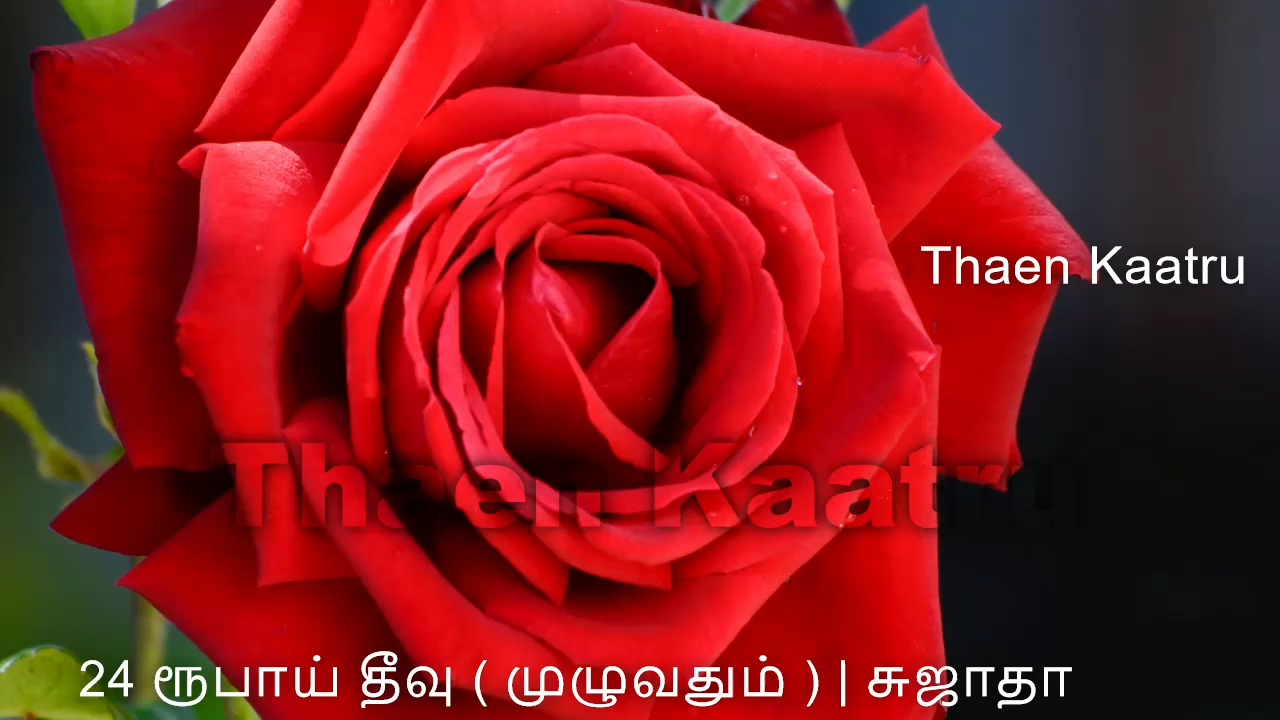 Thaen Kaatru
Thaen Kaatru
24 ரூபாய் தீவு ( முழுவதும் ) | சுஜாதா